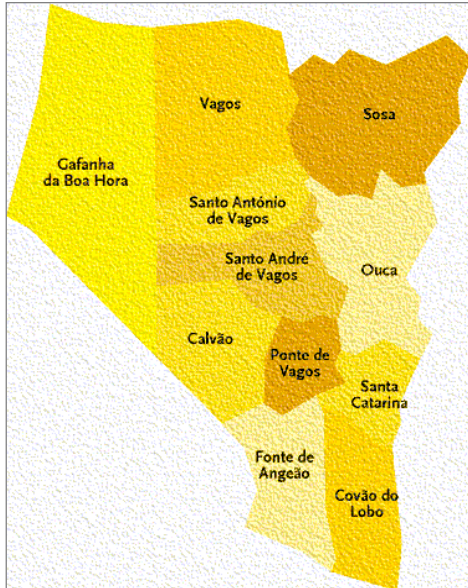 Vagos
Sosa
Gafanha
da Boa Hora
Santo António
de Vagos
Santo André
de Vagos
Ouca
Calvão
Ponte de
Vagos
Santa
Catarina
Fonte de
Angeão
Covão do
Lobo